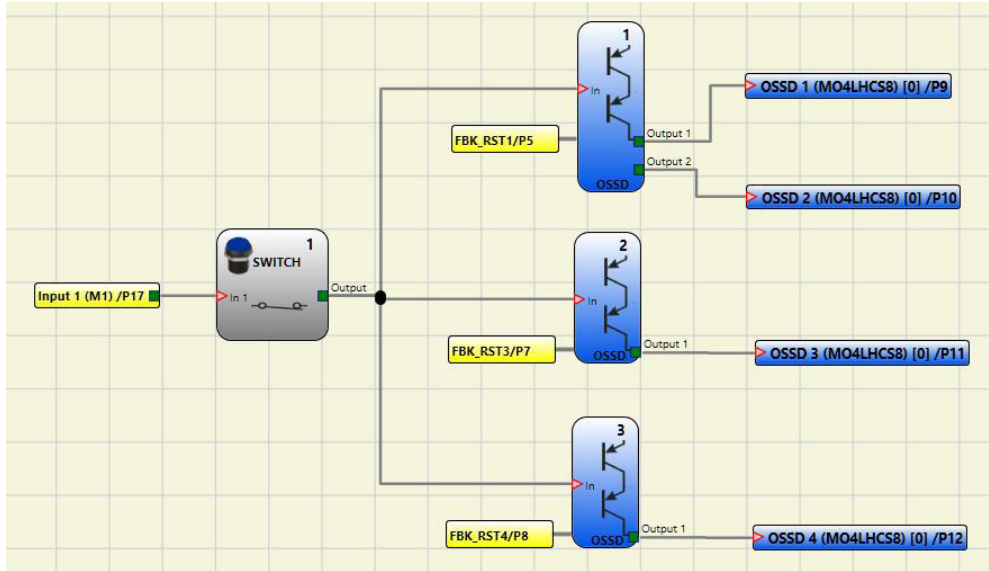 1
In
OSSD 1 (MO4LHCS8) [0] /P9
FBK_RST1/P5
Output 1
Output 2
OSSD
OSSD 2 (MO4LHCS8) [0] /P10
1
SWITCH
Input 1 (M1) /P17
In 1
Output
2
In
FBK_RST3/P7
OSSD
Output 1
OSSD 3 (MO4LHCS8) [0] /P11
3
In
FBK_RST4/P8
OSSD
Output 1
OSSD 4 (MO4LHCS8) [0] /P12